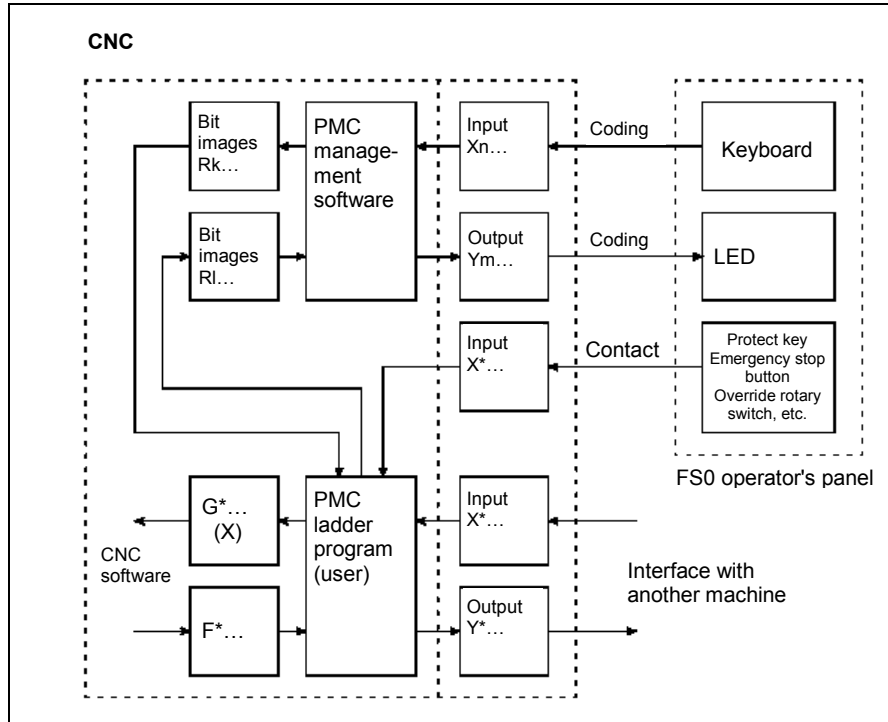 CNC
Bit
images
Rk...
PMC
manage-
ment
software
Input
Xn...
Coding
Keyboard
Bit
images
Rl...
Output
Ym...
Coding
LED
Input
X*...
Contact
Protect key
Emergency stop
button
Override rotary
switch, etc.
FS0 operator's panel
G*...
(X)
PMC
ladder
program
(user)
Input
X*...
CNC
software
F*...
Output
Y*...
Interface with
another machine